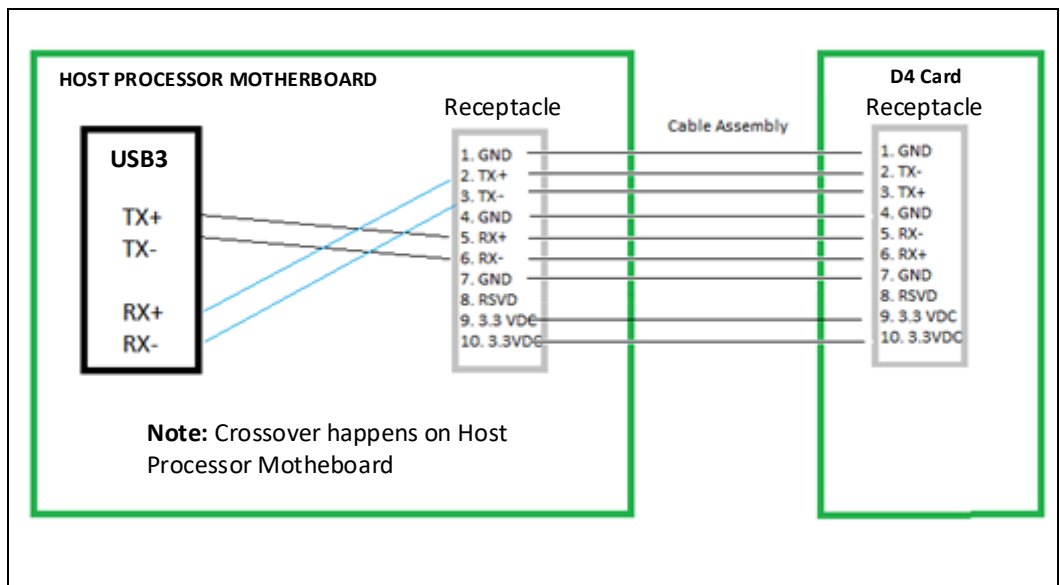 HOST PROCESSOR MOTHERBOARD
USB3
TX+
TX-
RX+
RX-
Receptacle
1. GND
2. TX+
3. TX-
4. GND
5. RX+
6. RX-
7. GND
8. RSVD
9. 3.3 VDC
10. 3.3VDC
Note: Crossover happens on Host
Processor Motheboard
Cable Assembly
D4 Card
Receptacle
1. GND
2. TX-
3. TX+
4. GND
5. RX-
6. RX+
7. GND
8. RSVD
9. 3.3 VDC
10. 3.3VDC